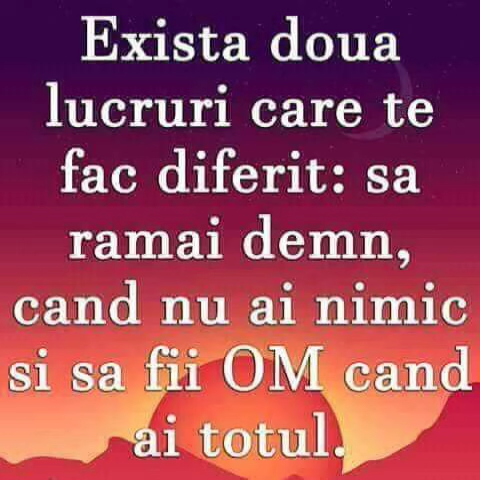 Exista doua
lucruri care te
fac diferit: sa
ramai demn,
cand nu ai nimic
si sa fii OM cand
ai totul.